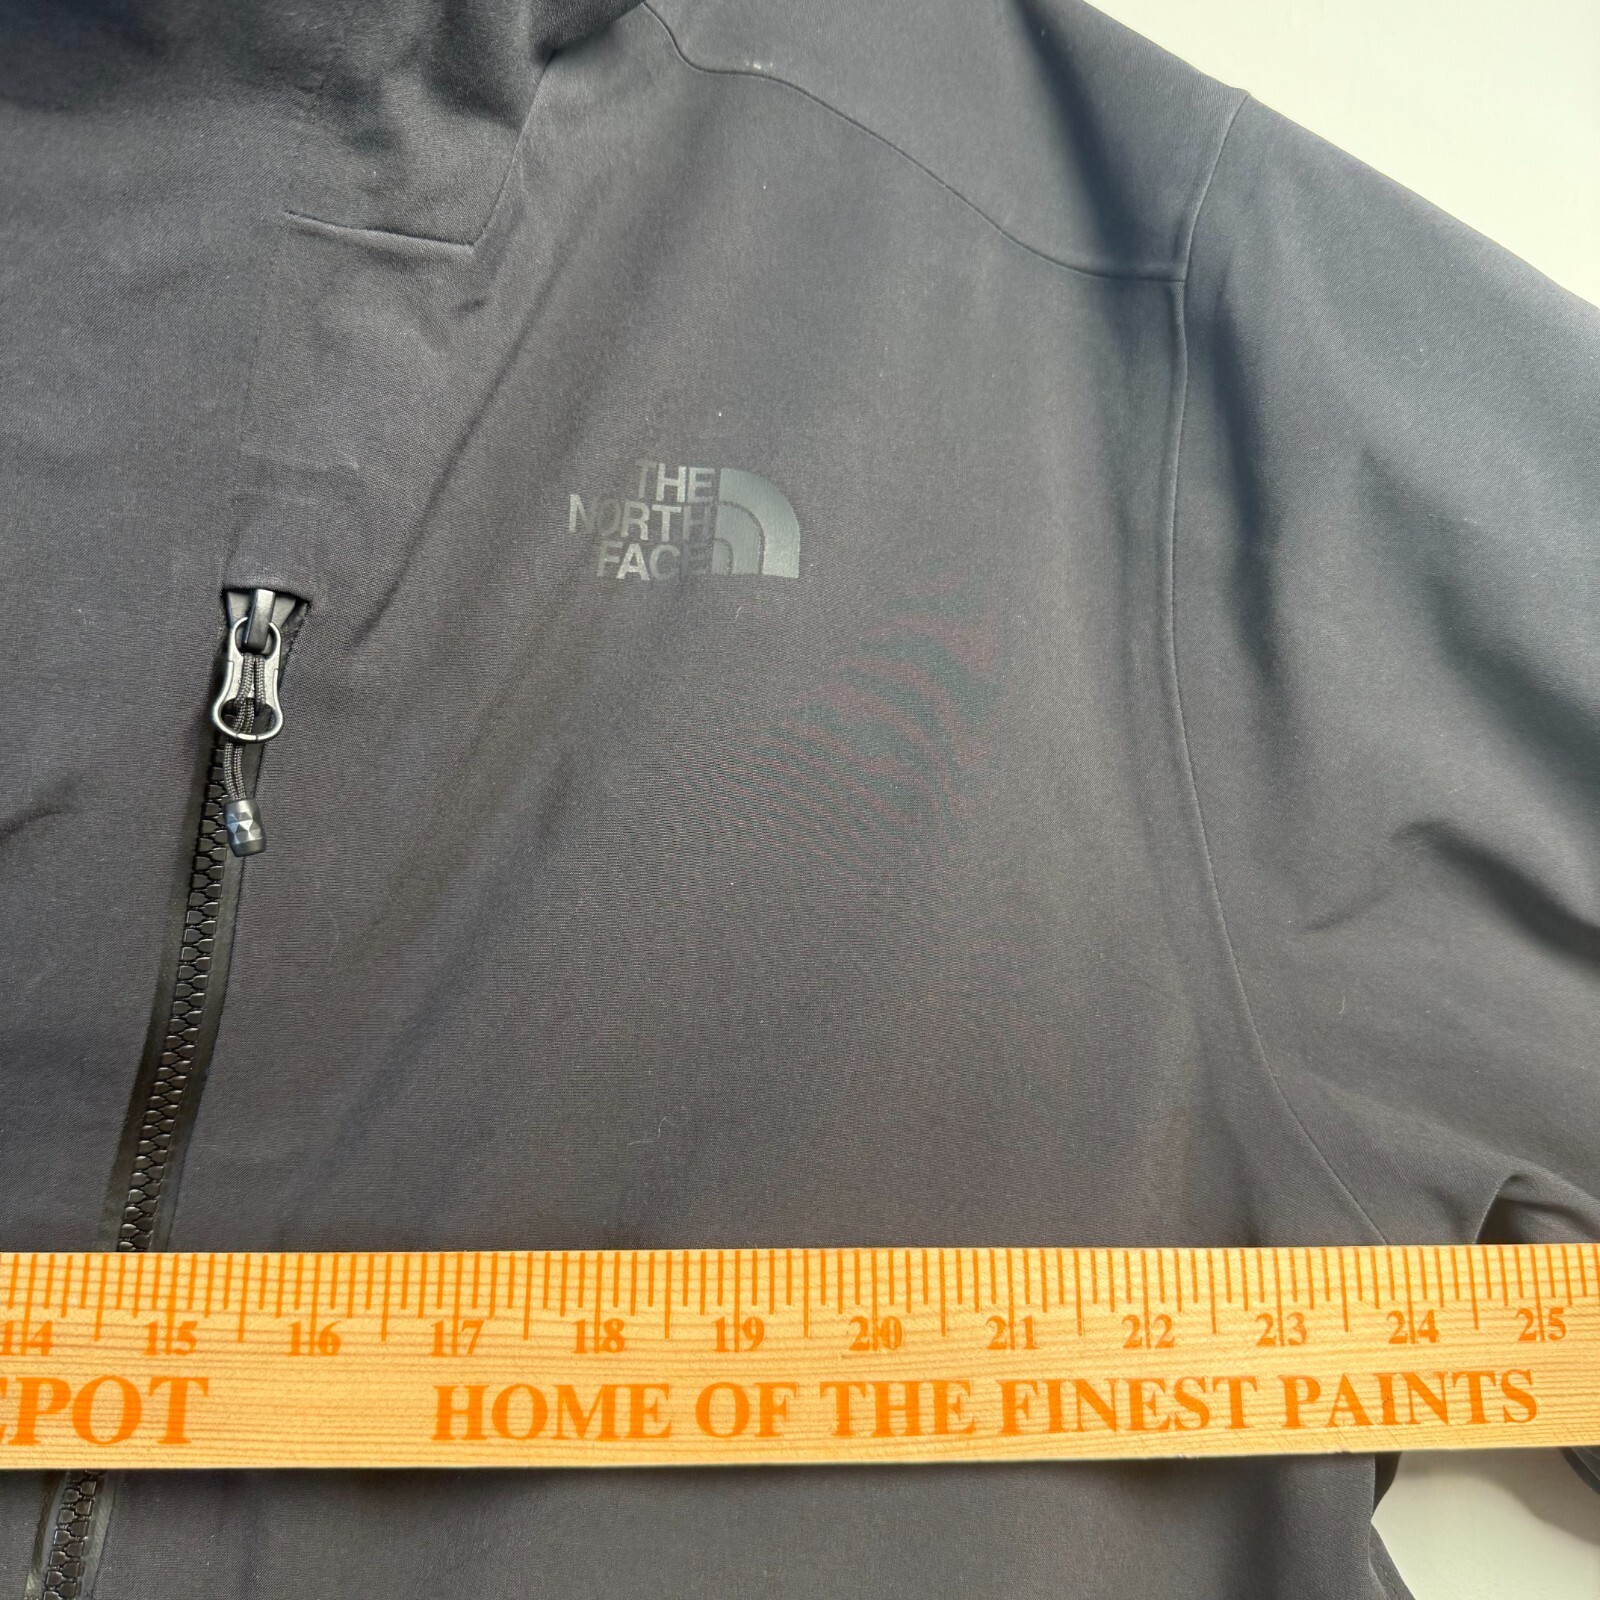 THE
NORTH
FACE
14 15 16 17 18 19 20 21 22 23 24 25
EPOT HOME OF THE FINEST PAINTS